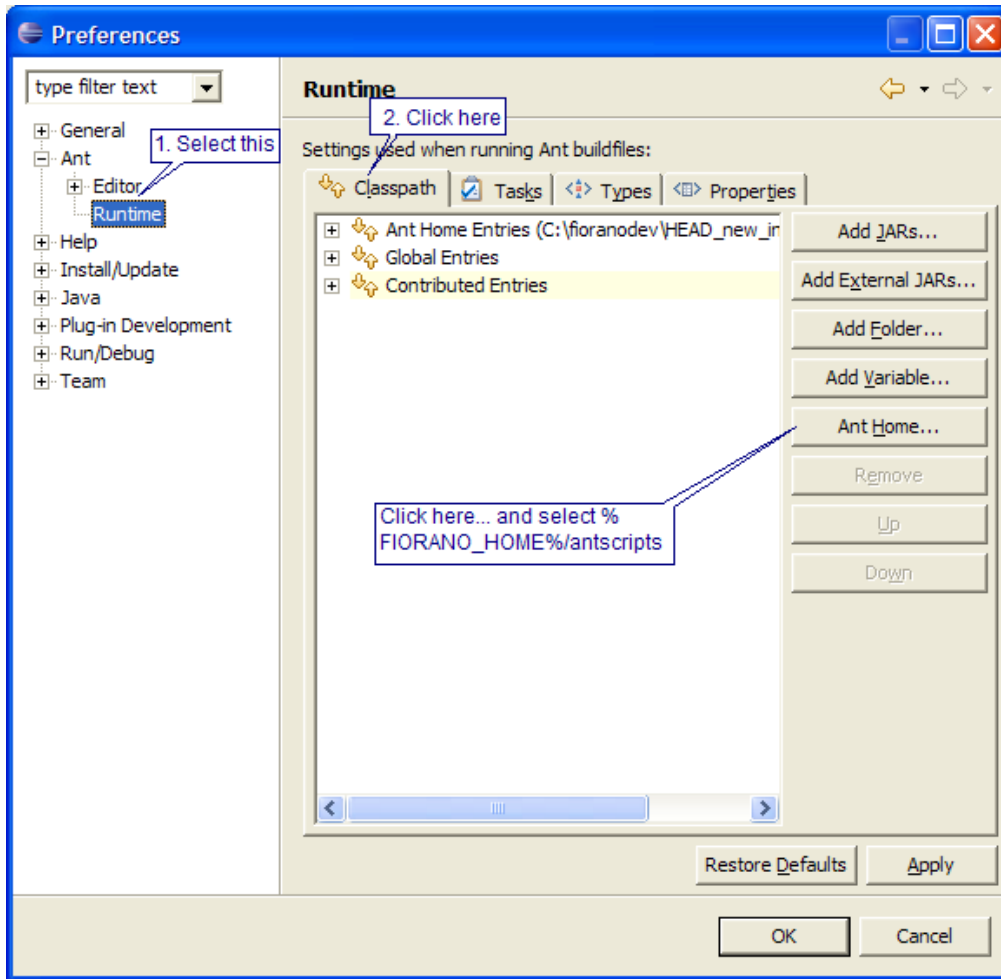 Preferences
type filter text
Runtime
2. Click here
General
1. Select this
Settings used when running Ant buildfiles:
Ant
Editor
Classpath
Tasks
Types
Properties
Runtime
Help
Install/Update
Java
Plug-in Development
Run/Debug
Team
Ant Home Entries (C:\fioranodev\HEAD_new_in
Global Entries
Contributed Entries
Add JARs...
Add External JARs...
Add Folder...
Add Variable...
Ant Home...
Remove
Up
Down
Click here... and select %
FIORANO_HOME%/antscripts
Restore Defaults
Apply
OK
Cancel